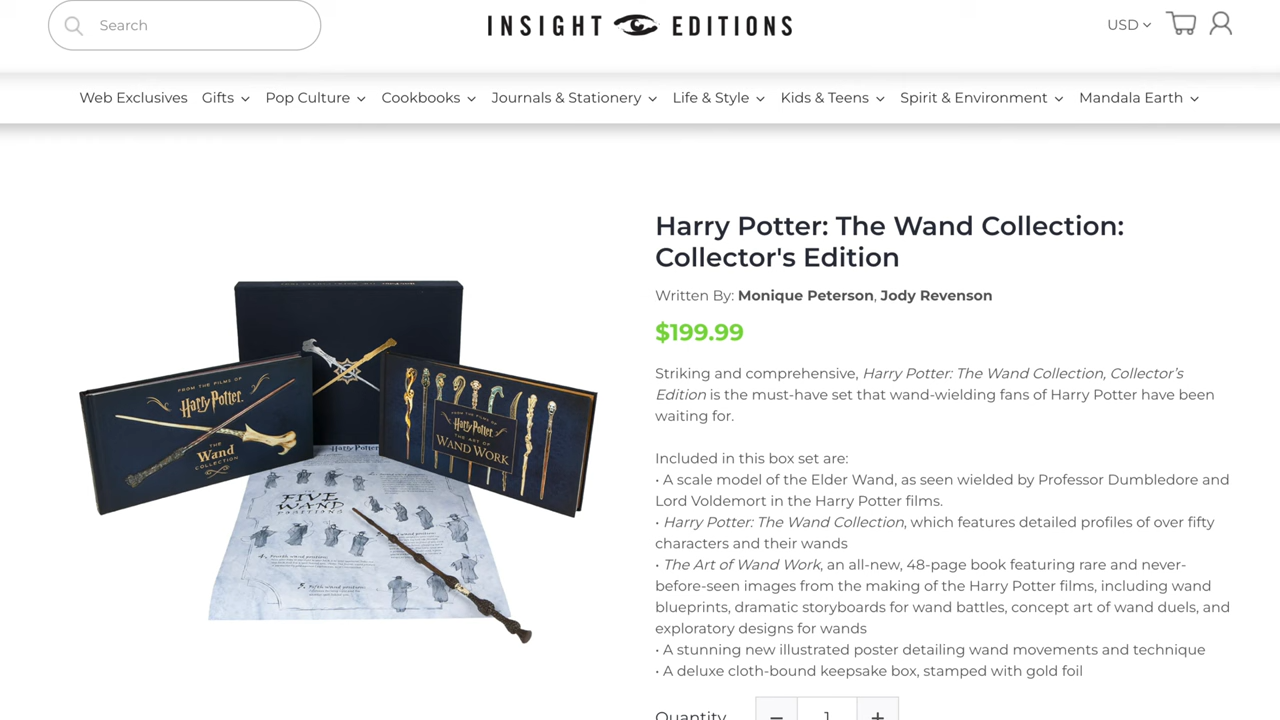 Search
INSIGHT EDITIONS
USD
Web Exclusives Gifts Pop Culture Cookbooks Journals & Stationery Life & Style Kids & Teens Spirit & Environment Mandala Earth
Harry Potter: The Wand Collection:
Collector's Edition
Written By: Monique Peterson, Jody Revenson
$199.99
Striking and comprehensive, Harry Potter: The Wand Collection, Collector’s
Edition is the must-have set that wand-wielding fans of Harry Potter have been
waiting for.
Included in this box set are:
• A scale model of the Elder Wand, as seen wielded by Professor Dumbledore and
Lord Voldemort in the Harry Potter films.
• Harry Potter: The Wand Collection, which features detailed profiles of over fifty
characters and their wands
• The Art of Wand Work, an all-new, 48-page book featuring rare and never-
before-seen images from the making of the Harry Potter films, including wand
blueprints, dramatic storyboards for wand battles, concept art of wand duels, and
exploratory designs for wands
• A stunning new illustrated poster detailing wand movements and technique
• A deluxe cloth-bound keepsake box, stamped with gold foil
Quantity − 1 +
FROM THE FILMS OF
Harry Potter
THE
Wand
COLLECTION
FROM THE FILMS OF
Harry Potter
THE ART OF
WAND WORK
Harry Potter
FIVE
WAND
POSITIONS